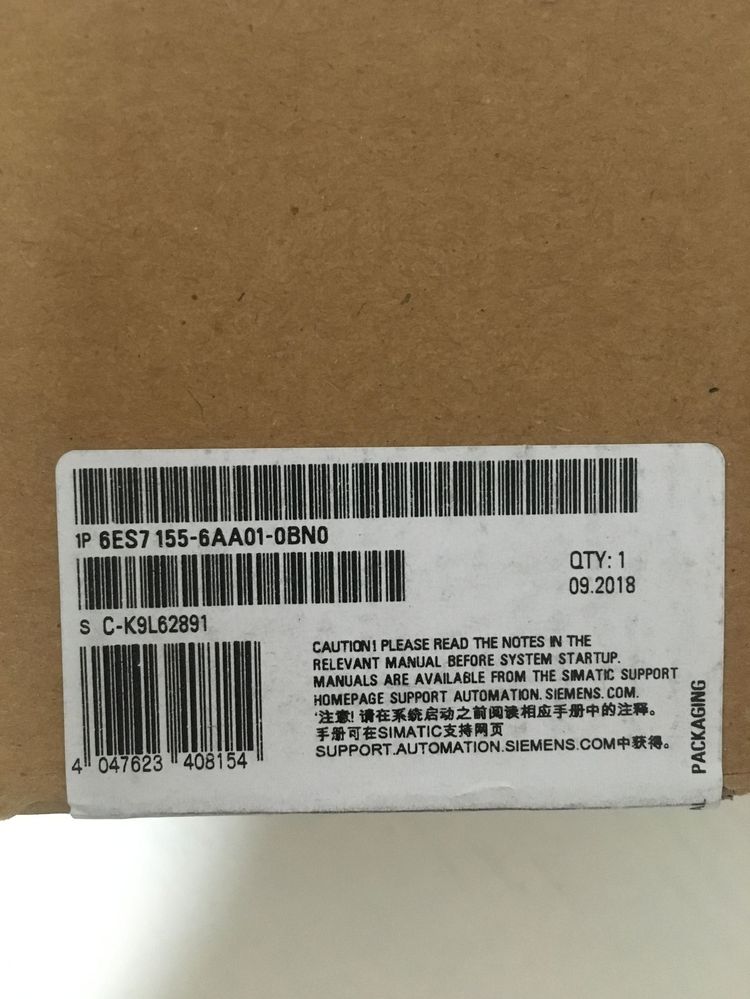 1P 6ES7 155-6AA01-0BN0
QTY: 1
09.2018
S C-K9L62891
CAUTION! PLEASE READ THE NOTES IN THE
RELEVANT MANUAL BEFORE SYSTEM STARTUP.
MANUALS ARE AVAILABLE FROM THE SIMATIC SUPPORT
HOMEPAGE SUPPORT AUTOMATION. SIEMENS. COM.
注意! 请在系统启动之前阅读相应手册中的注释。
手册可在SIMATIC支持网页
SUPPORT.AUTOMATION.SIEMENS.COM中获得。
4 047623 408154
PACKAGING